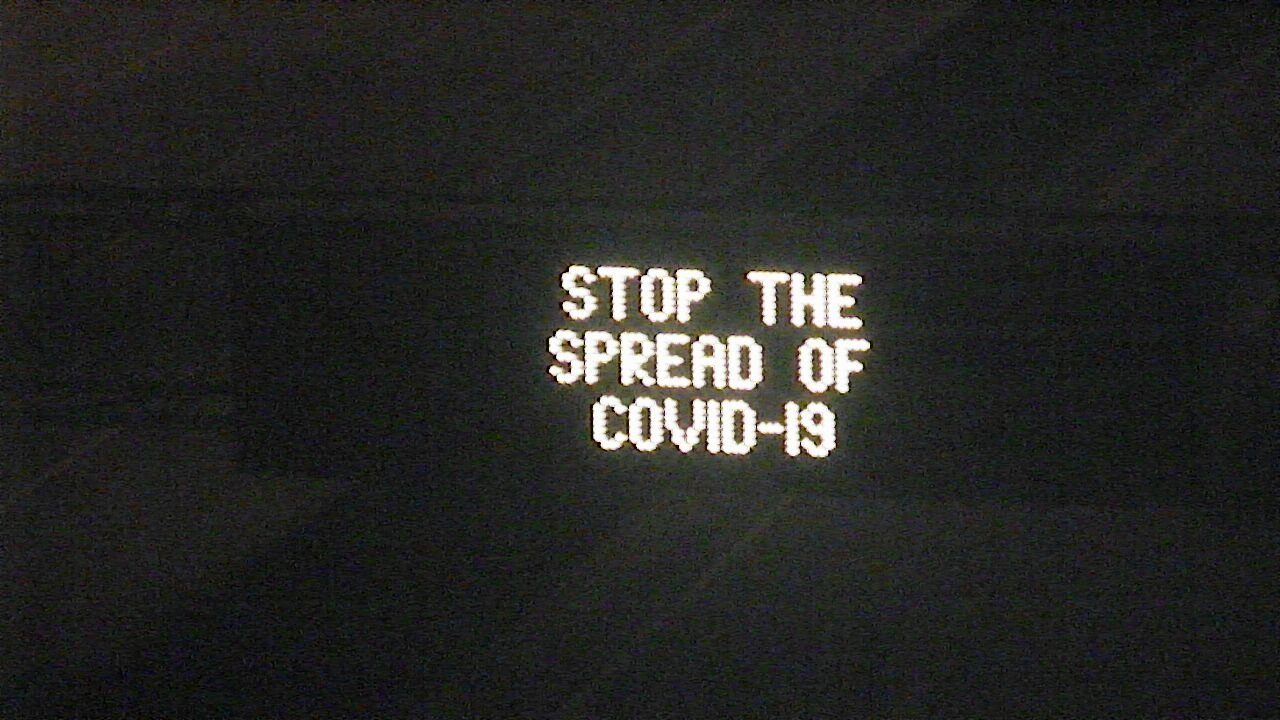 STOP THE
SPREAD OF
COVID-19